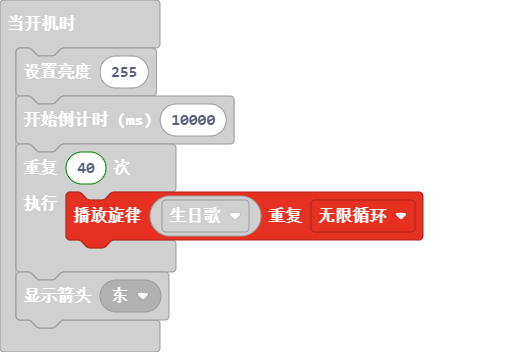 当开机时
设置亮度 255
开始倒计时 (ms) 10000
重复 40 次
执行
播放旋律 生日歌 重复 无限循环
显示箭头 东